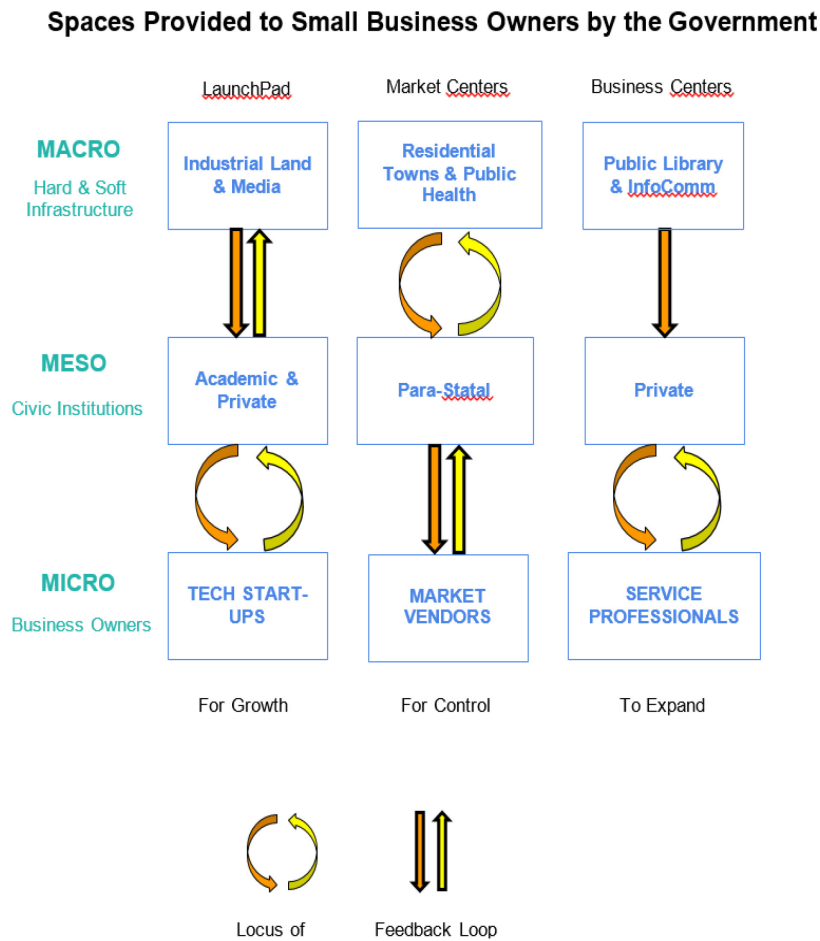 Spaces Provided to Small Business Owners by the Government
LaunchPad
Market Centers
Business Centers
MACRO
Hard & Soft
Infrastructure
Industrial Land
& Media
Residential
Towns & Public
Health
Public Library
& InfoComm
MESO
Civic Institutions
Academic &
Private
Para-Statal
Private
MICRO
Business Owners
TECH START-
UPS
MARKET
VENDORS
SERVICE
PROFESSIONALS
For Growth
For Control
To Expand
Locus of
Feedback Loop